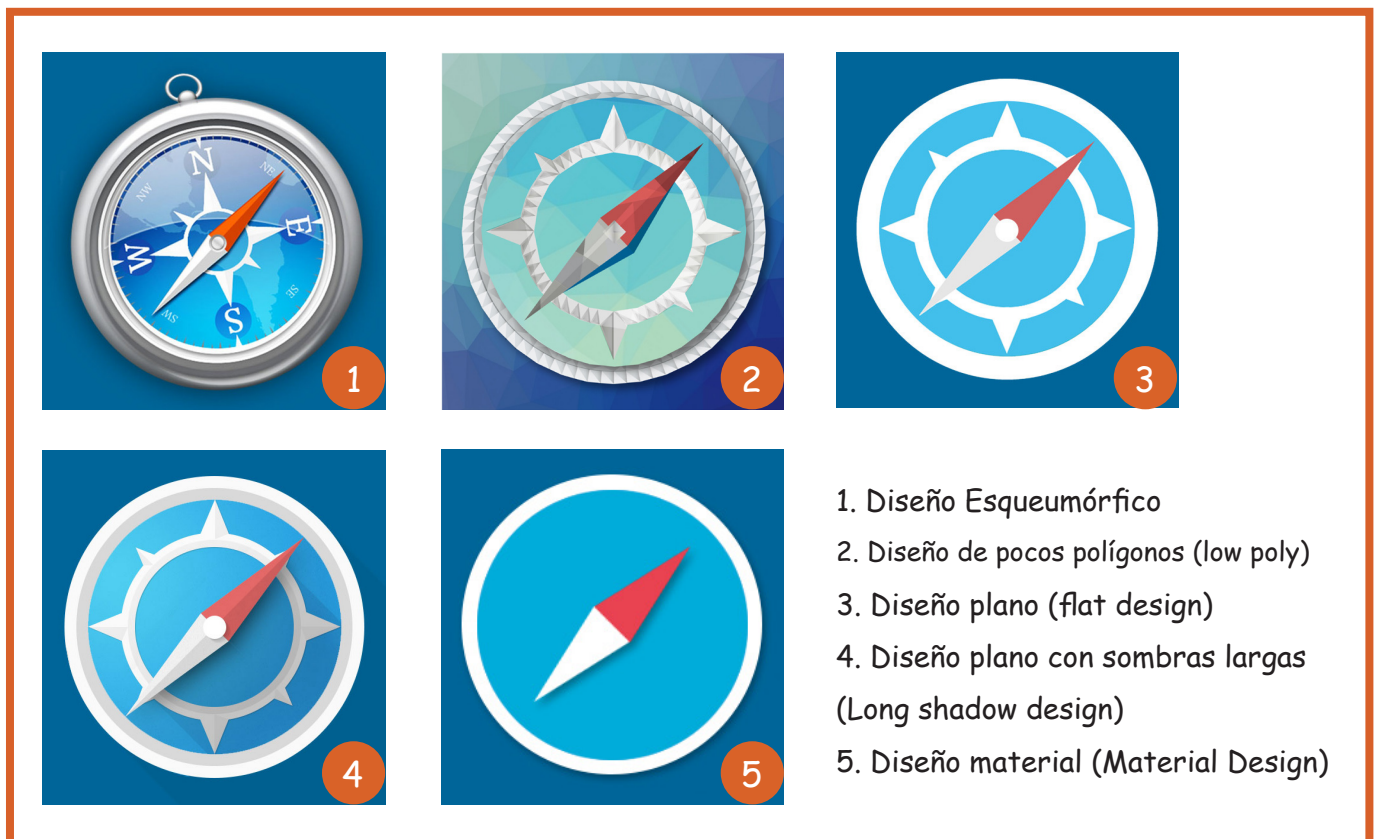 N
NE
E
SE
S
SW
W
NW
1
2
3
4
5
1. Diseño Esqueumórfico
2. Diseño de pocos polígonos (low poly)
3. Diseño plano (flat design)
4. Diseño plano con sombras largas
(Long shadow design)
5. Diseño material (Material Design)